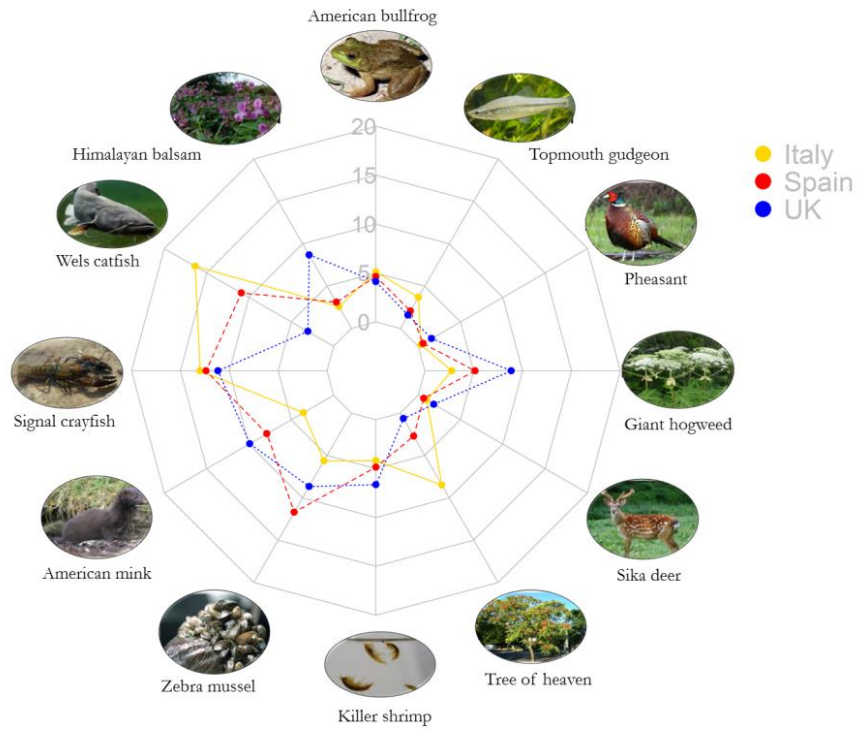 American bullfrog
Himalayan balsam
Topmouth gudgeon
Wels catfish
Pheasant
Signal crayfish
Giant hogweed
American mink
Sika deer
Zebra mussel
Tree of heaven
Killer shrimp
20
15
10
5
0
Italy
Spain
UK